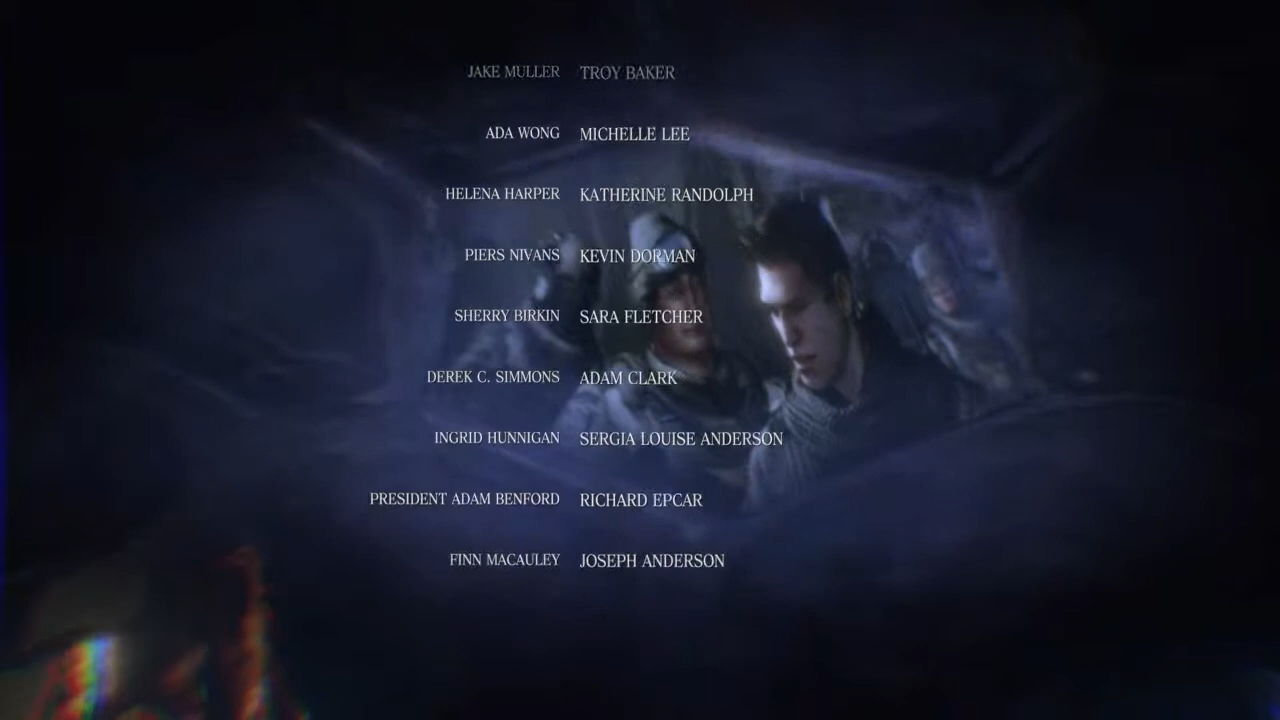 JAKE MULLER TROY BAKER
ADA WONG MICHELLE LEE
HELENA HARPER KATHERINE RANDOLPH
PIERS NIVANS KEVIN DORMAN
SHERRY BIRKIN SARA FLETCHER
DEREK C. SIMMONS ADAM CLARK
INGRID HUNNIGAN SERGIA LOUISE ANDERSON
PRESIDENT ADAM BENFORD RICHARD EPCAR
FINN MACAULEY JOSEPH ANDERSON